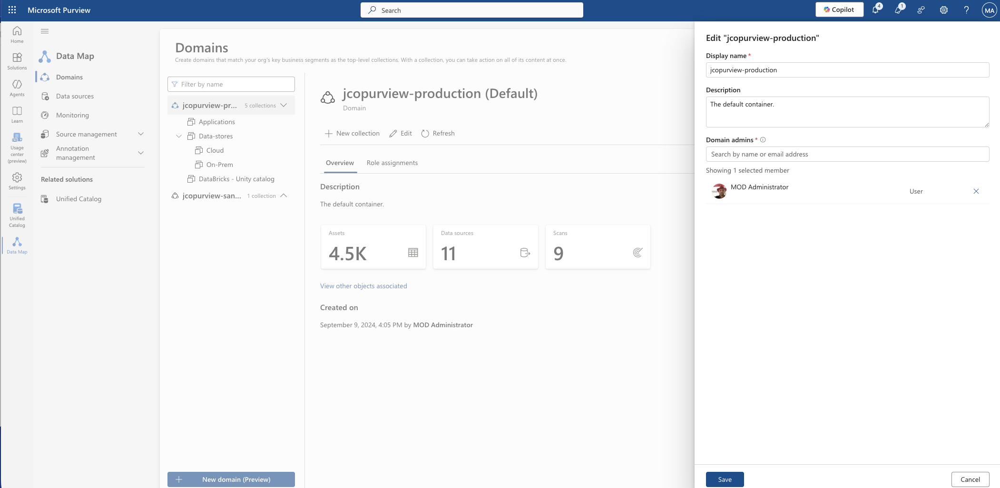 Microsoft Purview
Search
Copilot
4
1
MA
Home
Solutions
Agents
Learn
Usage
center
(preview)
Settings
Unified
Catalog
Data Map
Data Map
Domains
Data sources
Monitoring
Source management
Annotation
management
Related solutions
Unified Catalog
Domains
Create domains that match your org's key business segments as the top-level collections. With a collection, you can take action on all of its content at once.
Filter by name
jcopurview-pr... 5 collections
Applications
Data-stores
Cloud
On-Prem
DataBricks - Unity catalog
jcopurview-san... 1 collection
New domain (Preview)
jcopurview-production (Default)
Domain
New collection Edit Refresh
Overview Role assignments
Description
The default container.
Assets
4.5K
Data sources
11
Scans
9
View other objects associated
Created on
September 9, 2024, 4:05 PM by MOD Administrator
Edit "jcopurview-production"
Display name *
jcopurview-production
Description
The default container.
Domain admins *
Search by name or email address
Showing 1 selected member
MOD Administrator
User
Save
Cancel